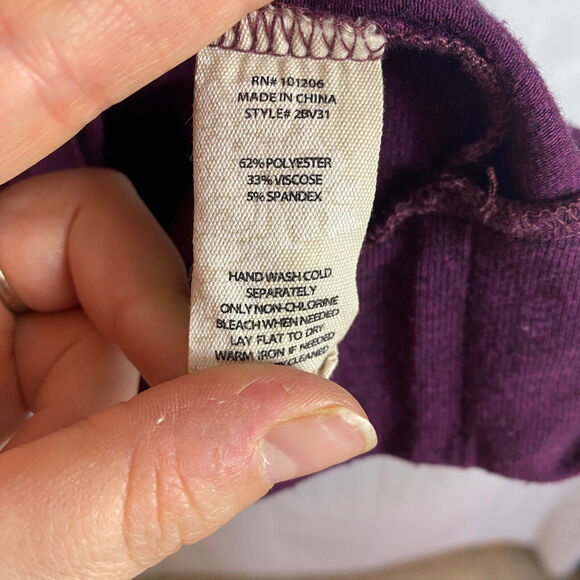 RN# 101206
MADE IN CHINA
STYLE# 2BV31
62% POLYESTER
33% VISCOSE
5% SPANDEX
HAND WASH COLD
SEPARATELY
ONLY NON-CHLORINE
BLEACH WHEN NEEDED
LAY FLAT TO DRY
WARM IRON IF NEEDED
CLEANED